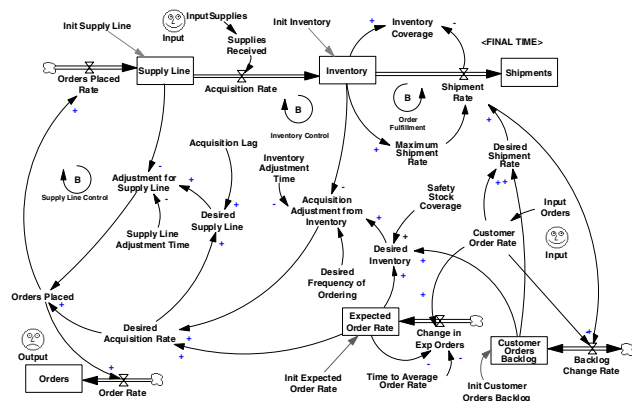 Init Supply Line
Input
InputSupplies
Supplies
Received
Init Inventory
Inventory
Coverage
<FINAL TIME>
Orders Placed
Rate
Supply Line
Acquisition Rate
Inventory
Shipment
Rate
Shipments
B
Supply Line Control
B
Inventory Control
B
Order
Fulfillment
Maximum
Shipment Rate
Desired
Shipment
Rate
Acquisition Lag
Inventory
Adjustment
Time
Adjustment for
Supply Line
Desired
Supply Line
Acquisition
Adjustment from
Inventory
Safety
Stock
Coverage
Customer
Order Rate
Input
Orders
Input
Supply Line
Adjustment Time
Desired
Inventory
Desired
Frequency of
Ordering
Orders Placed
Desired
Acquisition Rate
Expected
Order Rate
Change in
Exp Orders
Customer
Orders
Backlog
Backlog
Change Rate
Output
Orders
Order Rate
Init Expected
Order Rate
Time to Average
Order Rate
Init Customer
Orders Backlog